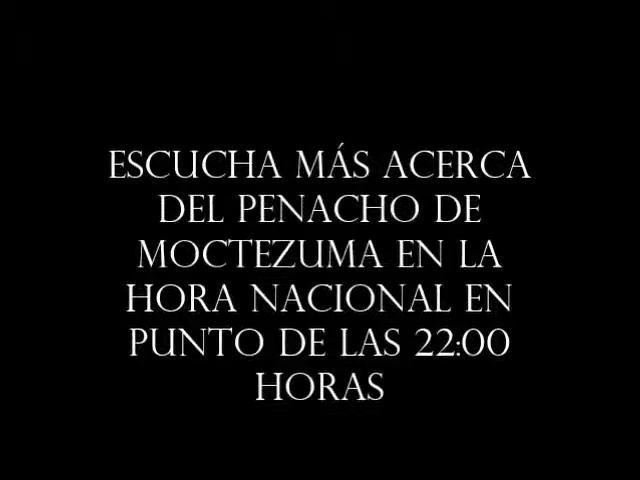 ESCUCHA MÁS ACERCA
DEL PENACHO DE
MOCTEZUMA EN LA
HORA NACIONAL EN
PUNTO DE LAS 22:00
HORAS